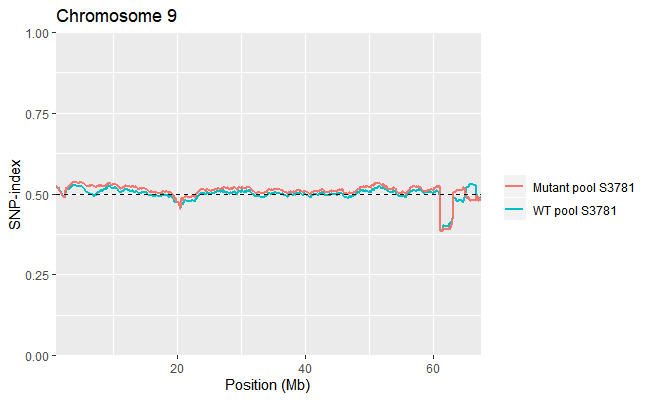 Chromosome 9
1.00
0.75
0.50
0.25
0.00
SNP-index
20
40
60
Position (Mb)
Mutant pool S3781
WT pool S3781